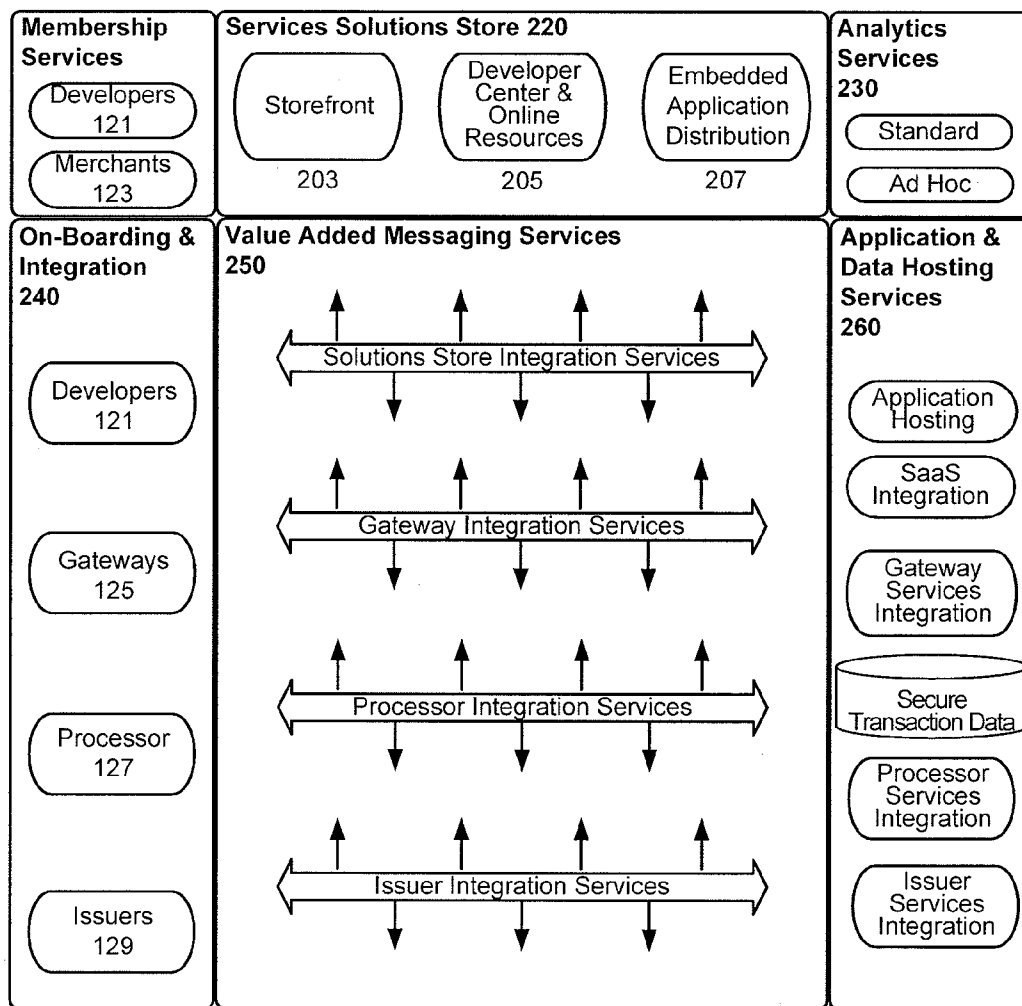 Membership
Services
Developers
121
Merchants
123
Services Solutions Store 220
Storefront
203
Developer
Center &
Online
Resources
205
Embedded
Application
Distribution
207
Analytics
Services
230
Standard
Ad Hoc
On-Boarding &
Integration
240
Developers
121
Gateways
125
Processor
127
Issuers
129
Value Added Messaging Services
250
Solutions Store Integration Services
Gateway Integration Services
Processor Integration Services
Issuer Integration Services
Application &
Data Hosting
Services
260
Application
Hosting
SaaS
Integration
Gateway
Services
Integration
Secure
Transaction Data
Processor
Services
Integration
Issuer
Services
Integration